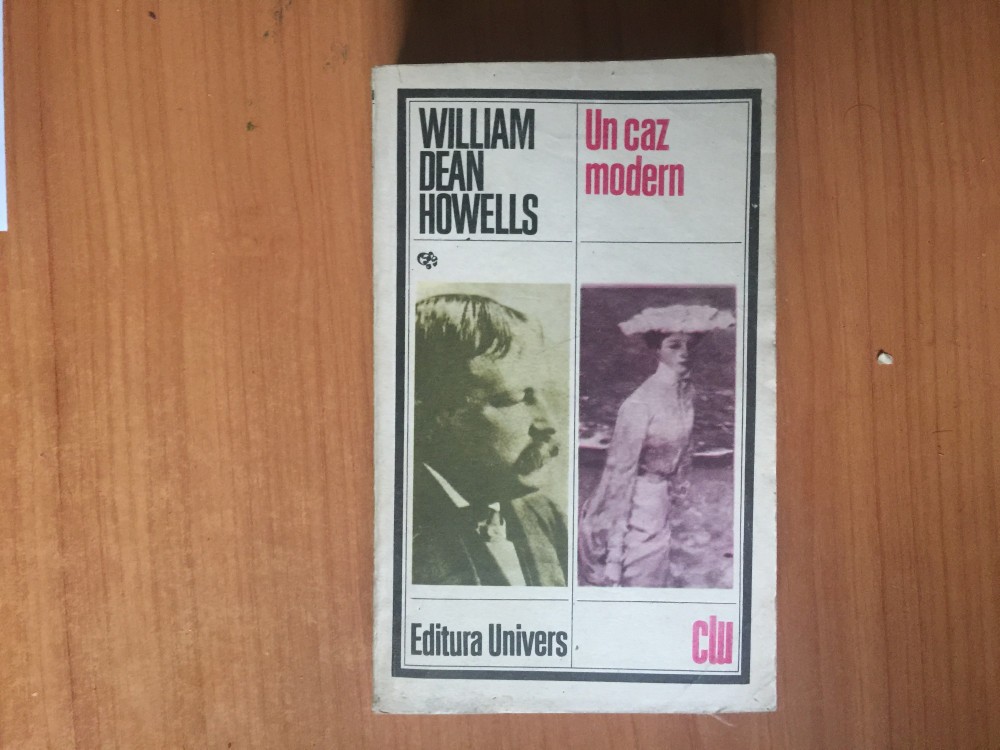 WILLIAM
DEAN
HOWELLS
Un caz
modern
Editura Univers
clu